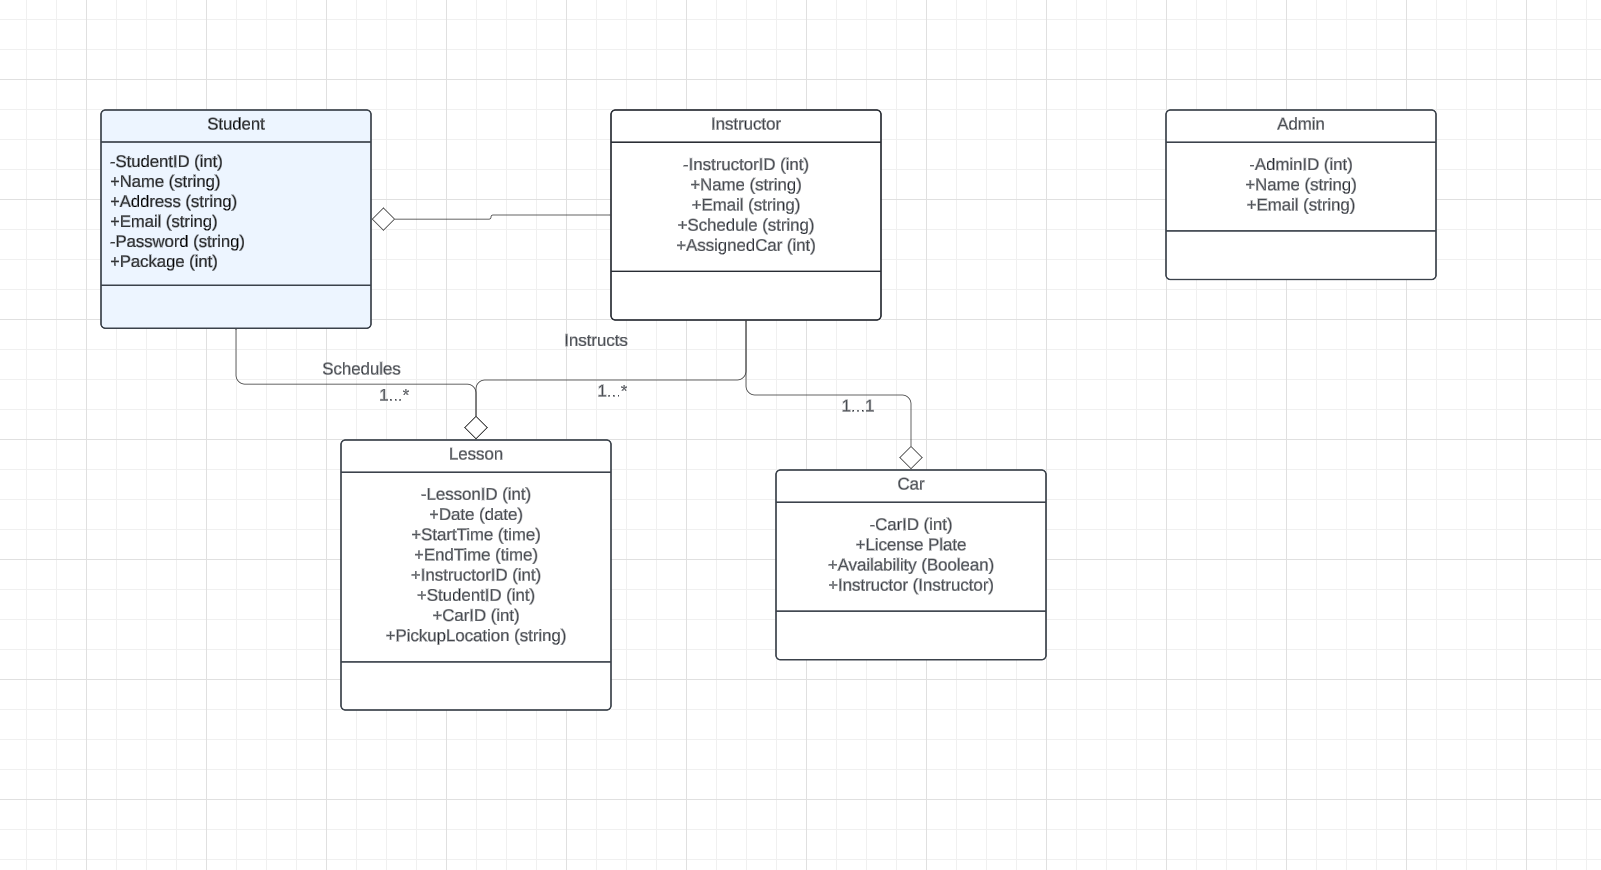 Student
-StudentID (int)
+Name (string)
+Address (string)
+Email (string)
-Password (string)
+Package (int)
Instructor
-InstructorID (int)
+Name (string)
+Email (string)
+Schedule (string)
+AssignedCar (int)
Admin
-AdminID (int)
+Name (string)
+Email (string)
Instructs
Schedules
1...*
1...*
1...1
Lesson
-LessonID (int)
+Date (date)
+StartTime (time)
+EndTime (time)
+InstructorID (int)
+StudentID (int)
+CarID (int)
+PickupLocation (string)
Car
-CarID (int)
+License Plate
+Availability (Boolean)
+Instructor (Instructor)